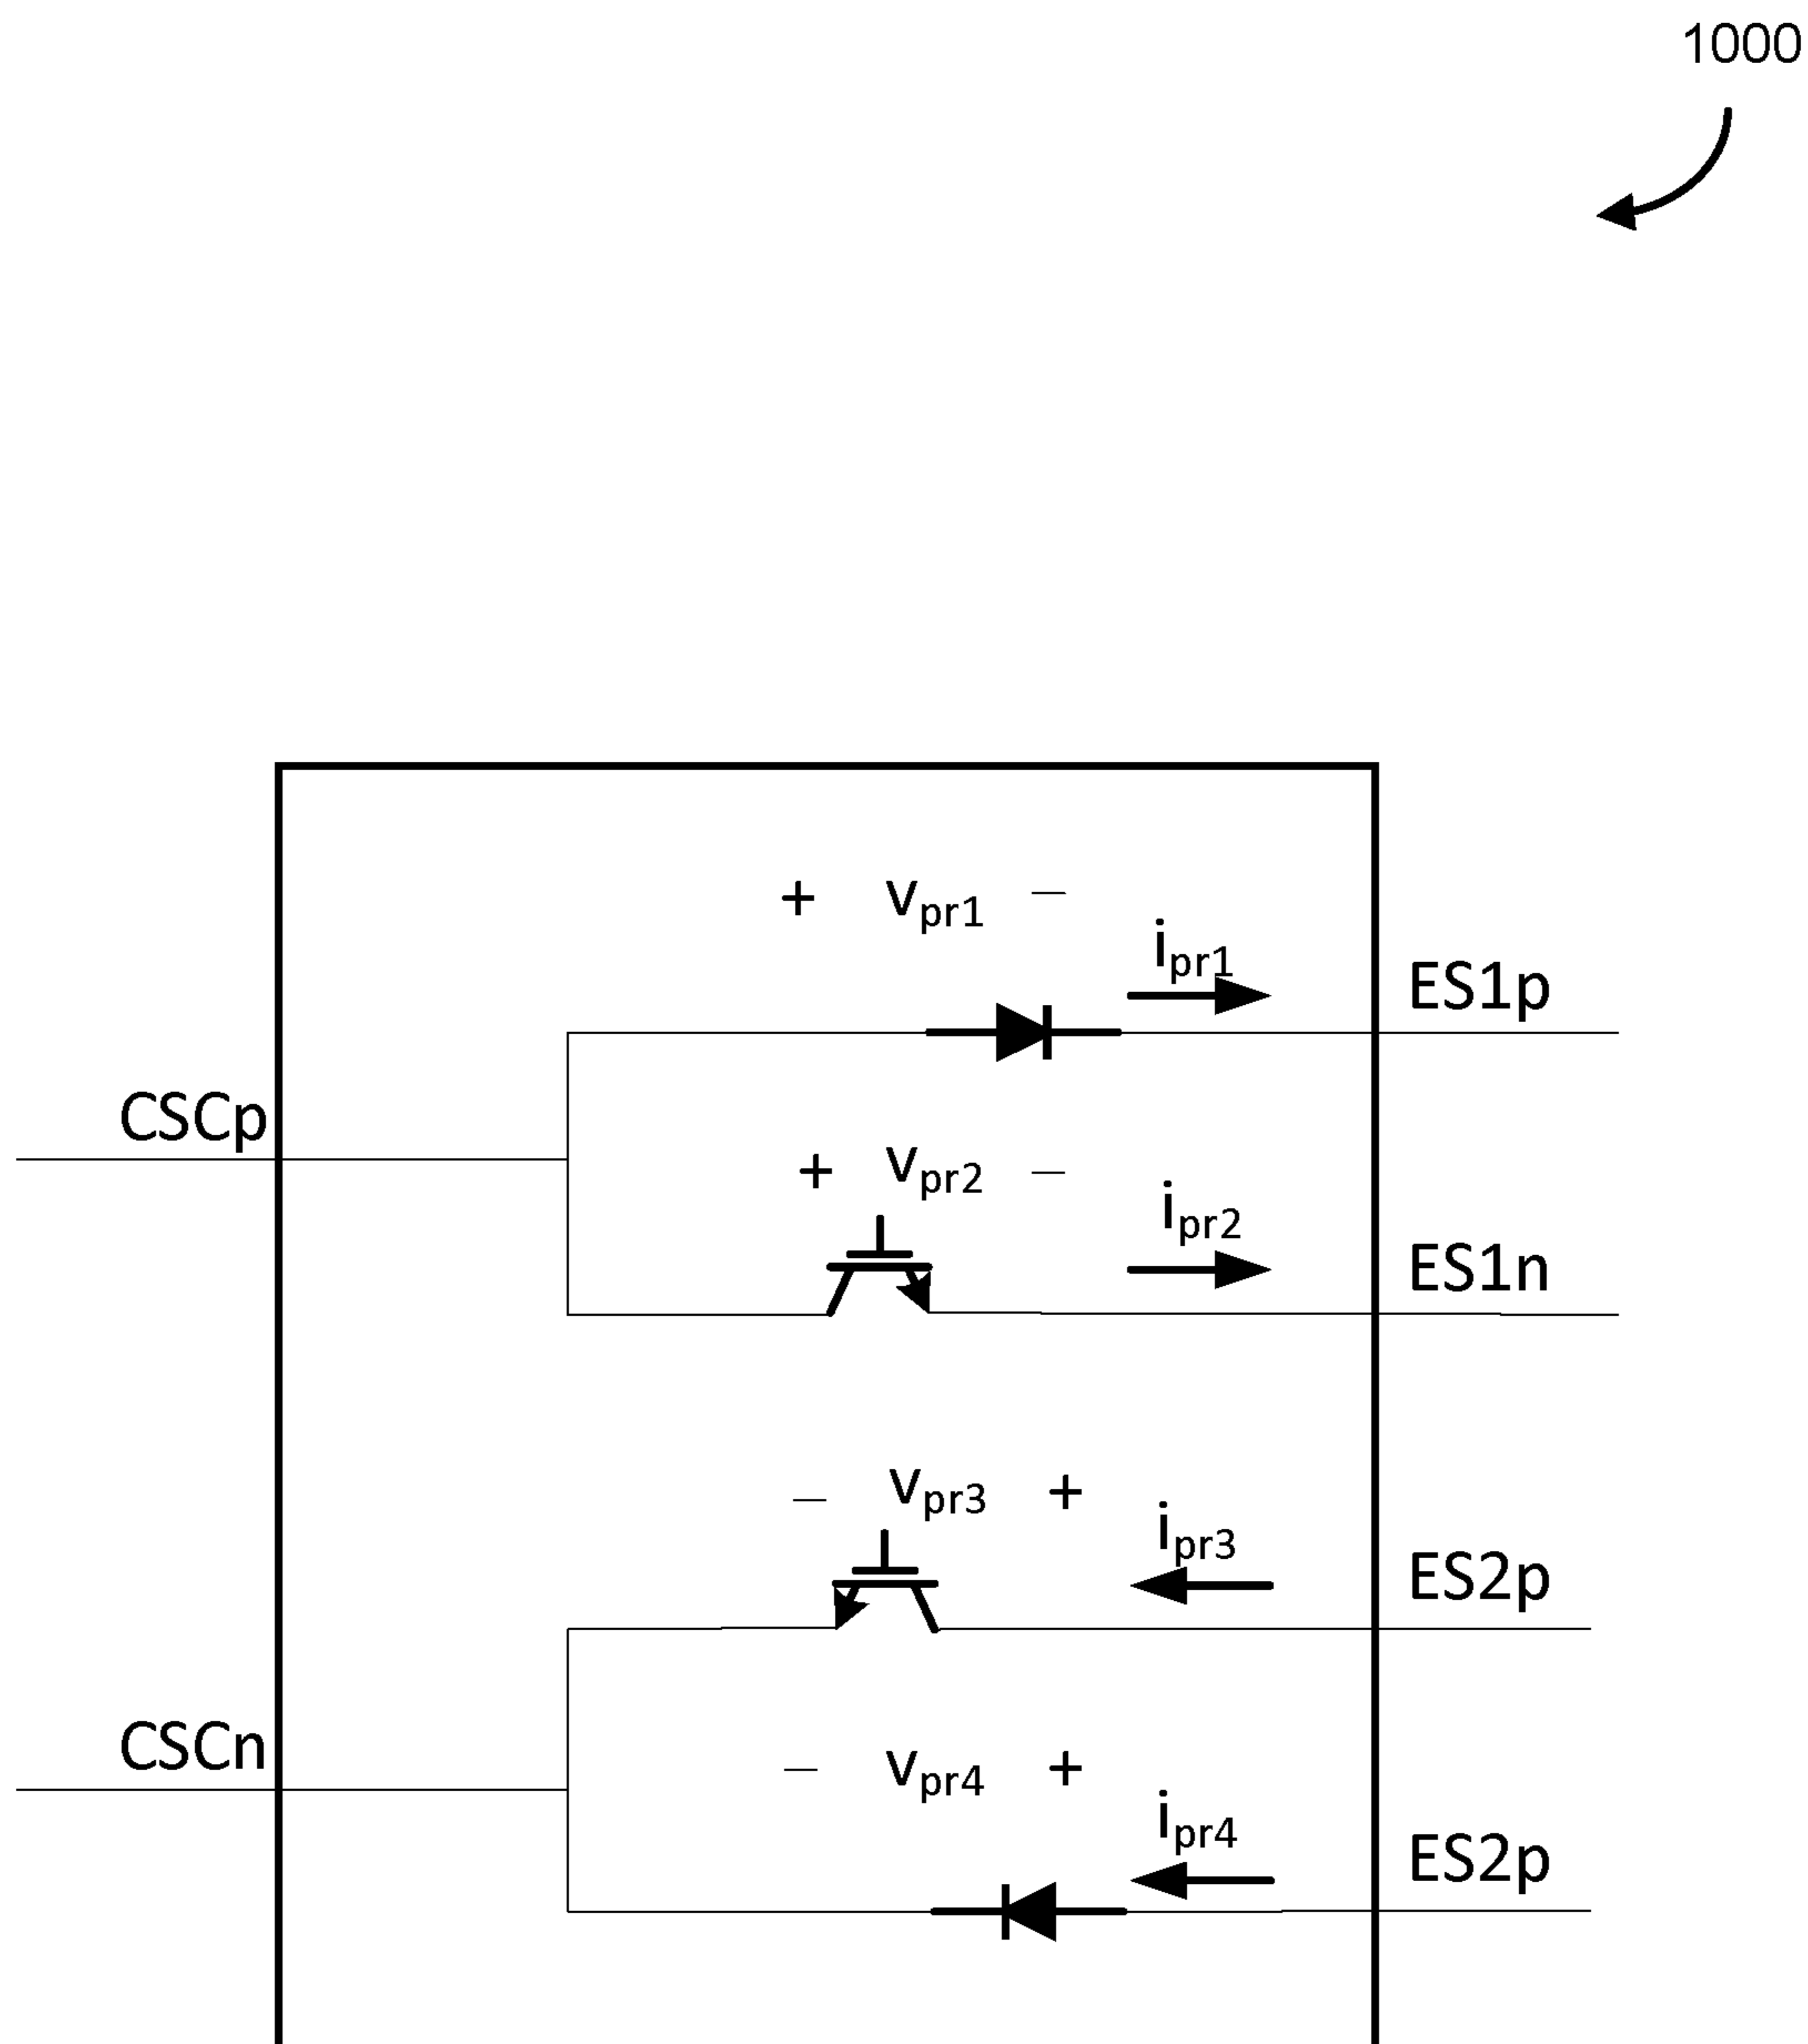 1000
+ vpr1 −
ipr1
ES1p
CSCp
+ vpr2 −
ipr2
ES1n
− vpr3 +
ipr3
ES2p
CSCn
− vpr4 +
ipr4
ES2p